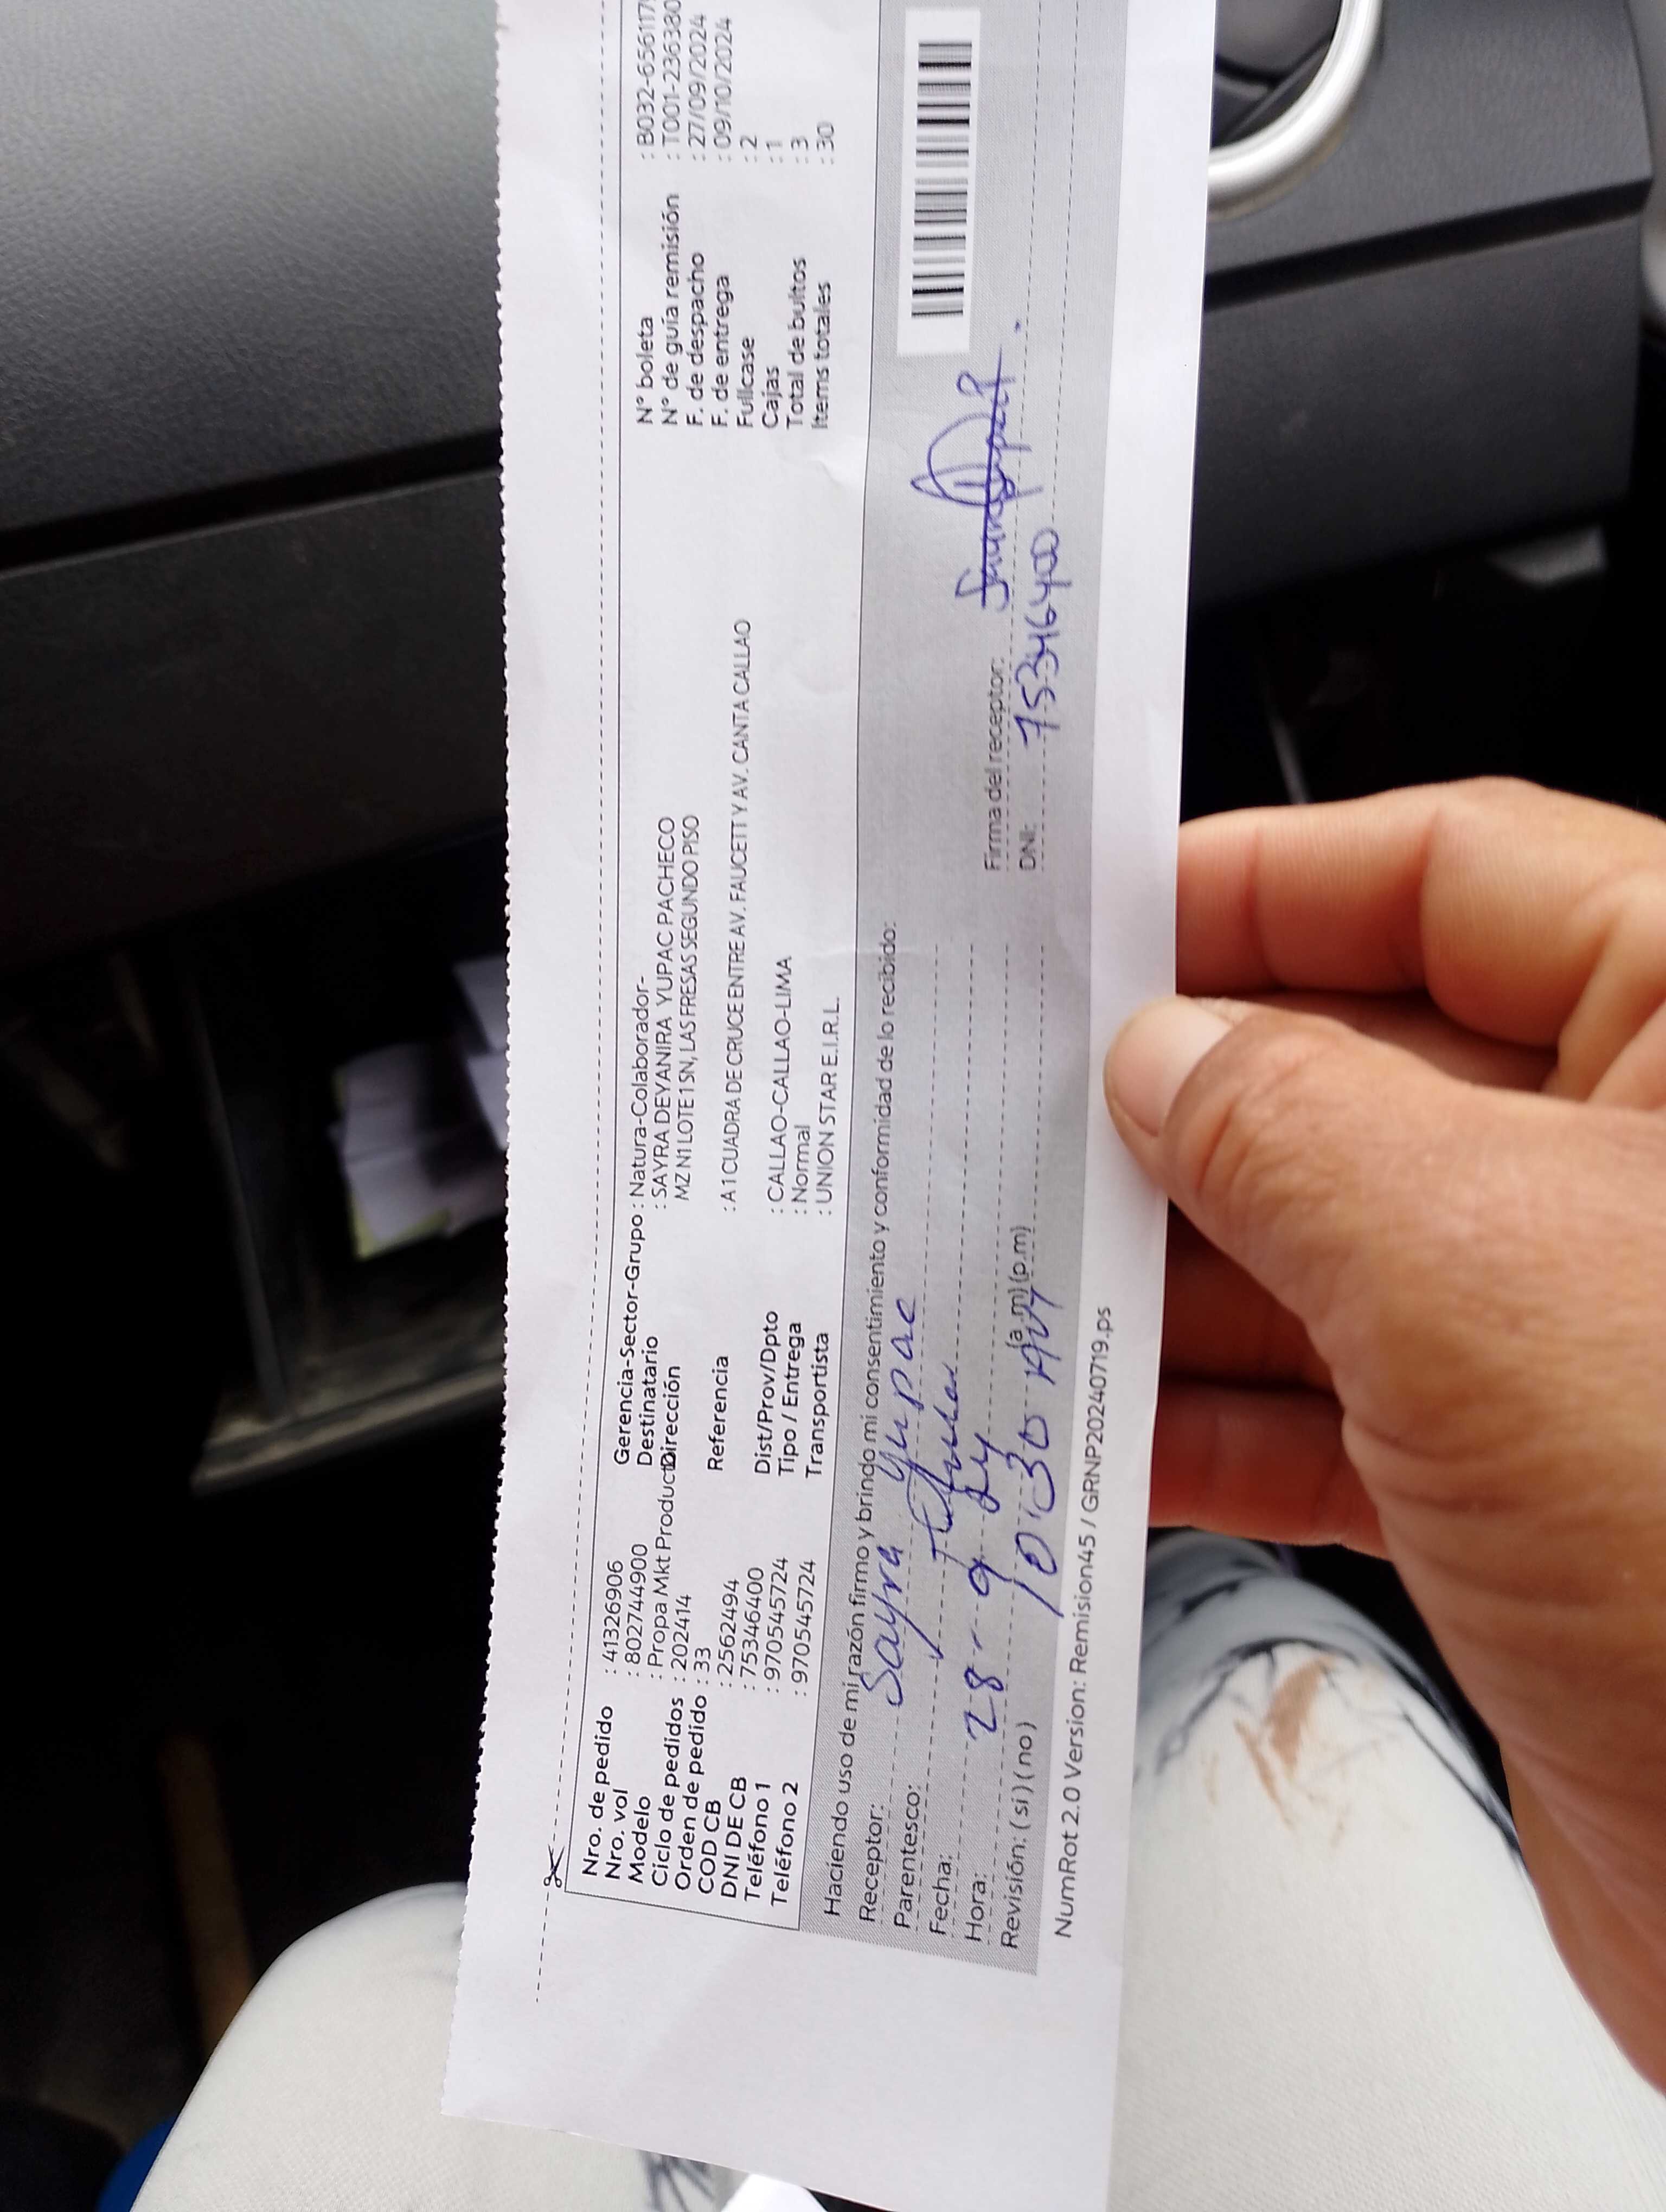 Nro. de pedido : 41326906
Nro. vol : 8027444900
Modelo : Propa Mkt Producto
Ciclo de pedidos : 202414
Orden de pedido : 33
COD CB : 2562494
DNI DE CB : 75346400
Teléfono 1 : 970545724
Teléfono 2 : 970545724
Gerencia-Sector-Grupo : Natura-Colaborador-
Destinatario : SAYRA DEYANIRA YUPAC PACHECO
Dirección MZ N1 LOTE 1 SN, LAS FRESAS SEGUNDO PISO
Referencia : A 1 CUADRA DE CRUCE ENTRE AV. FAUCETT Y AV. CANTA CALLAO
Dist/Prov/Dpto : CALLAO-CALLAO-LIMA
Tipo / Entrega : Normal
Transportista : UNION STAR E.I.R.L.
N° boleta : B032-656117
N° de guía remisión : T001-236380
F. de despacho : 27/09/2024
F. de entrega : 09/10/2024
Fullcase : 2
Cajas : 1
Total de bultos : 3
Items totales : 30
Haciendo uso de mi razón firmo y brindo mi consentimiento y conformidad de lo recibido:
Receptor: Sayra Yupac
Parentesco:
Fecha: 28 - 9 - 24
Hora: 10:30 (a.m) (p.m)
Revisión: ( si ) ( no )
Firma del receptor:
DNI: 75346400
NumRot 2.0 Version: Remision45 / GRNP20240719.ps